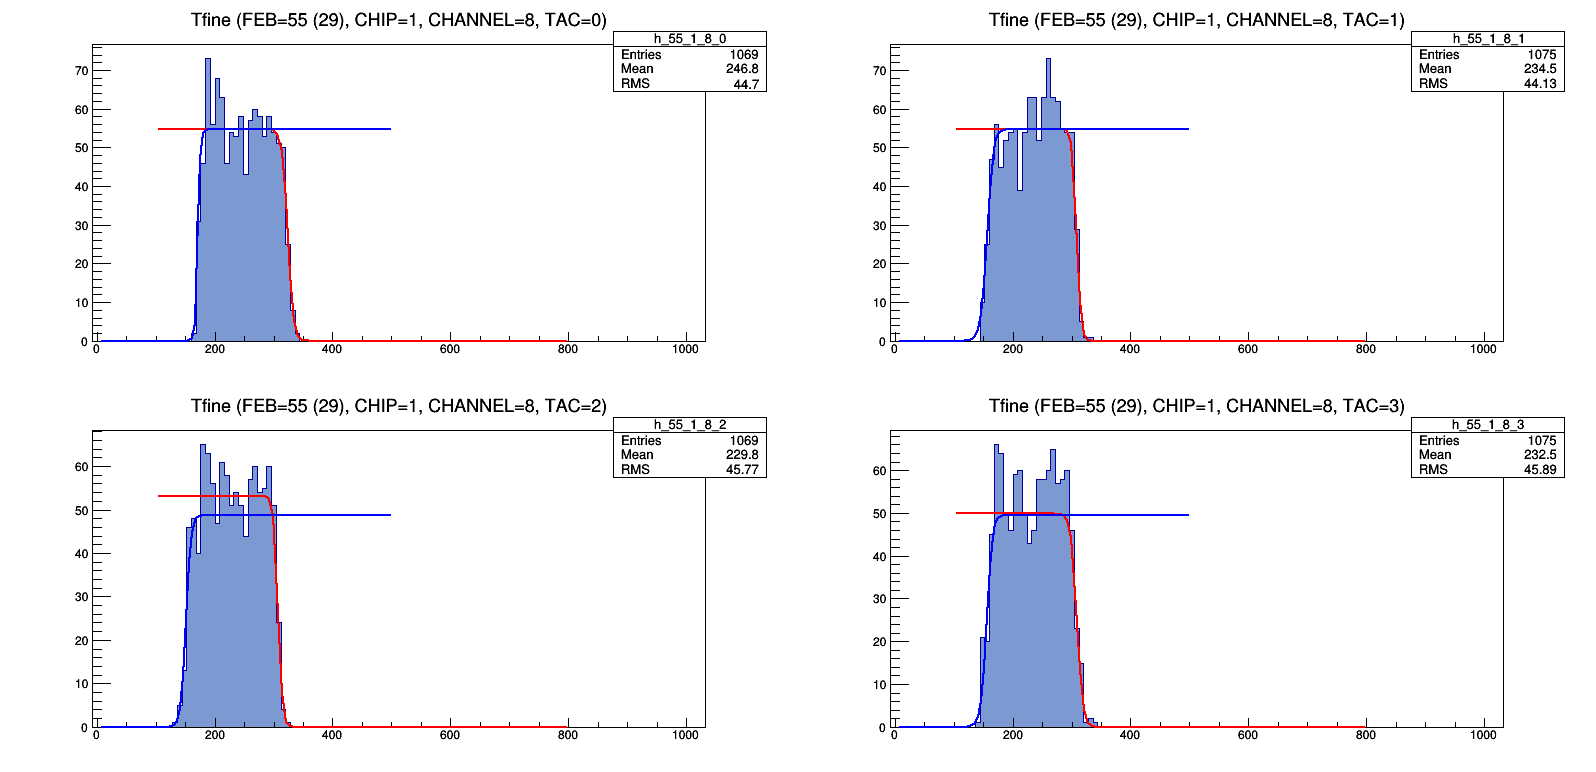 Tfine (FEB=55 (29), CHIP=1, CHANNEL=8, TAC=0)
h_55_1_8_0
Entries 1069
Mean 246.8
RMS 44.7
70
60
50
40
30
20
10
0
0 200 400 600 800 1000
Tfine (FEB=55 (29), CHIP=1, CHANNEL=8, TAC=1)
h_55_1_8_1
Entries 1075
Mean 234.5
RMS 44.13
70
60
50
40
30
20
10
0
0 200 400 600 800 1000
Tfine (FEB=55 (29), CHIP=1, CHANNEL=8, TAC=2)
h_55_1_8_2
Entries 1069
Mean 229.8
RMS 45.77
60
50
40
30
20
10
0
0 200 400 600 800 1000
Tfine (FEB=55 (29), CHIP=1, CHANNEL=8, TAC=3)
h_55_1_8_3
Entries 1075
Mean 232.5
RMS 45.89
60
50
40
30
20
10
0
0 200 400 600 800 1000